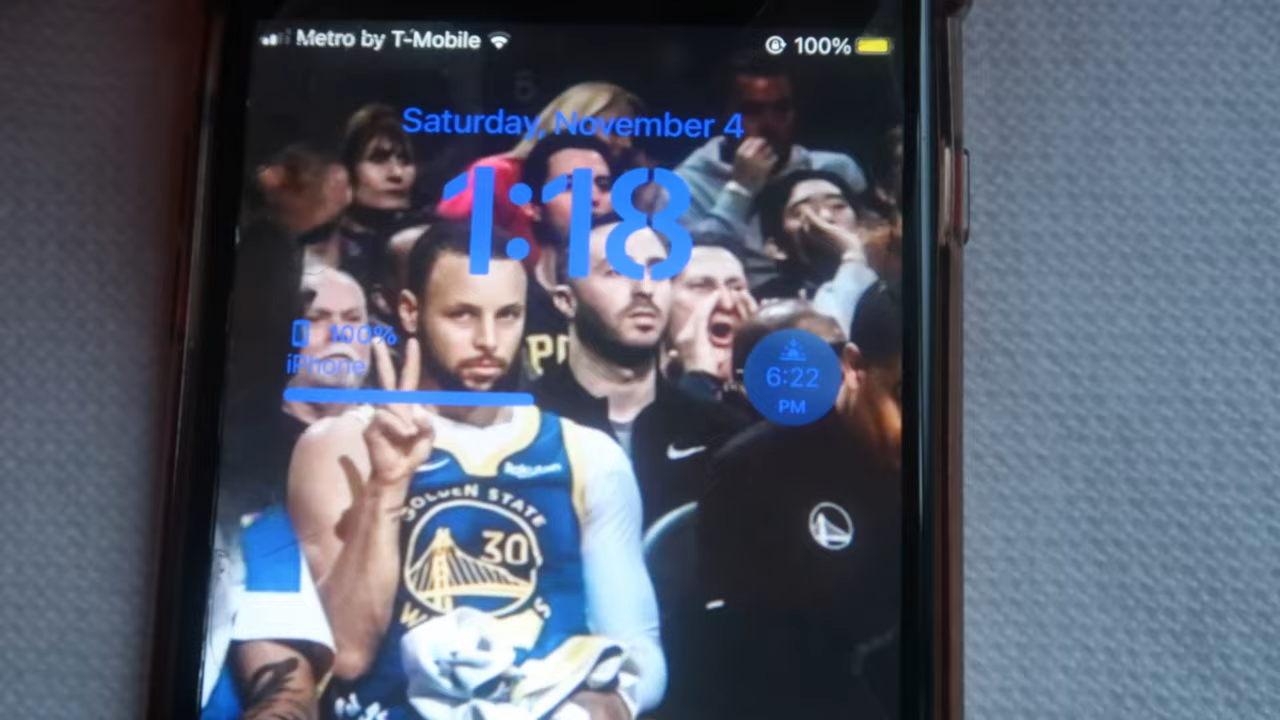 Metro by T-Mobile
100%
Saturday, November 4
1:18
100%
iPhone
6:22
PM
Rakuten
GOLDEN STATE
30